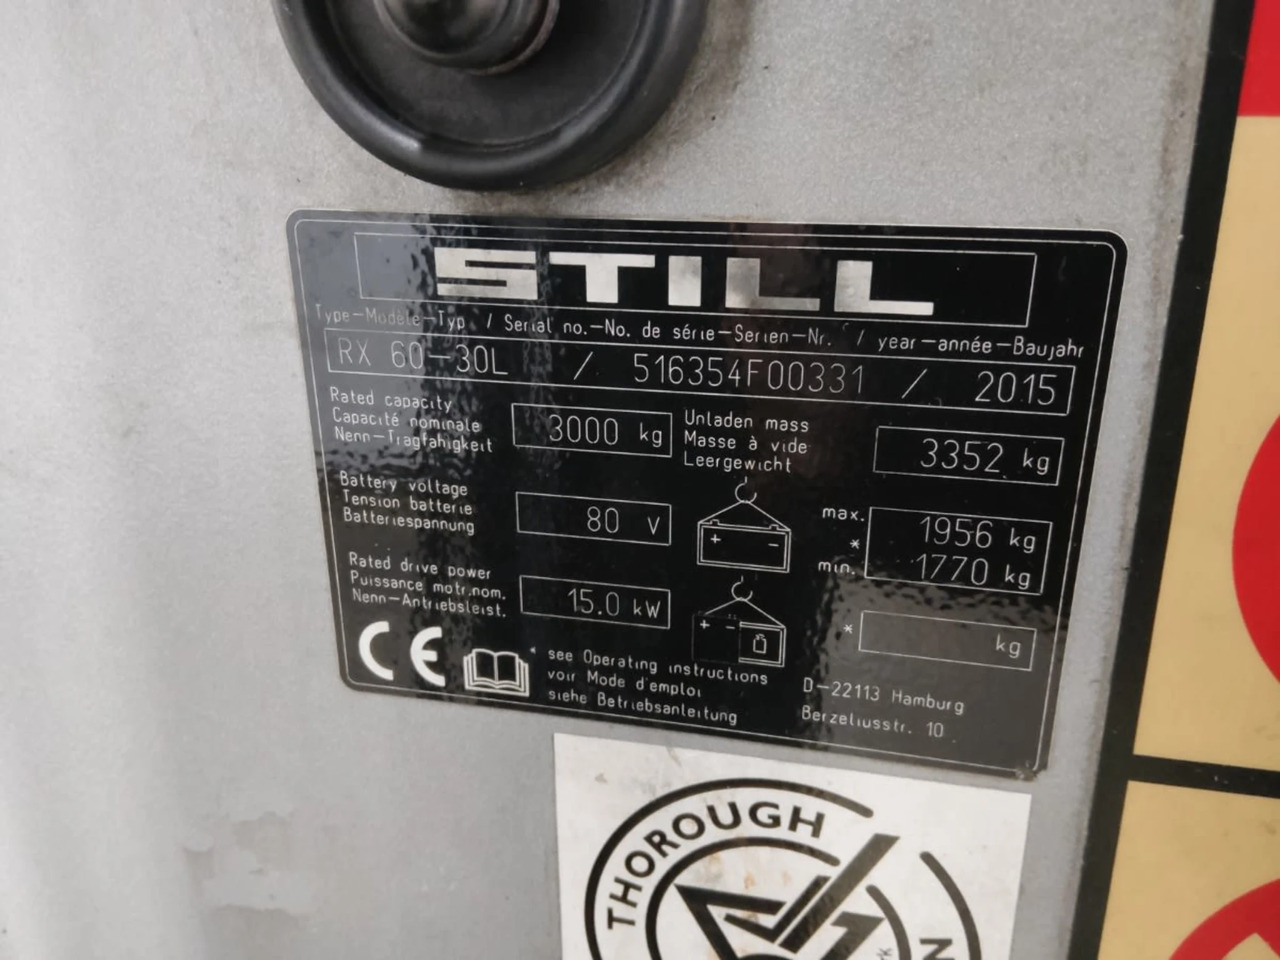 STILL
Type-Modèle-Typ / Serial no.-No. de série-Serien-Nr. / year-année-Baujahr
RX 60-30L / 516354F00331 / 2015
Rated capacity
Capacité nominale
Nenn-Tragfähigkeit
3000 kg
Unladen mass
Masse à vide
Leergewicht
3352 kg
Battery voltage
Tension batterie
Batteriespannung
80 V
+ -
max. 1956 kg
*
min. 1770 kg
Rated drive power
Puissance motr.nom.
Nenn-Antriebsleist.
15.0 kW
+ -
* kg
CE
* see Operating instructions
voir Mode d'emploi
siehe Betriebsanleitung
D-22113 Hamburg
Berzeliusstr. 10
THOROUGH